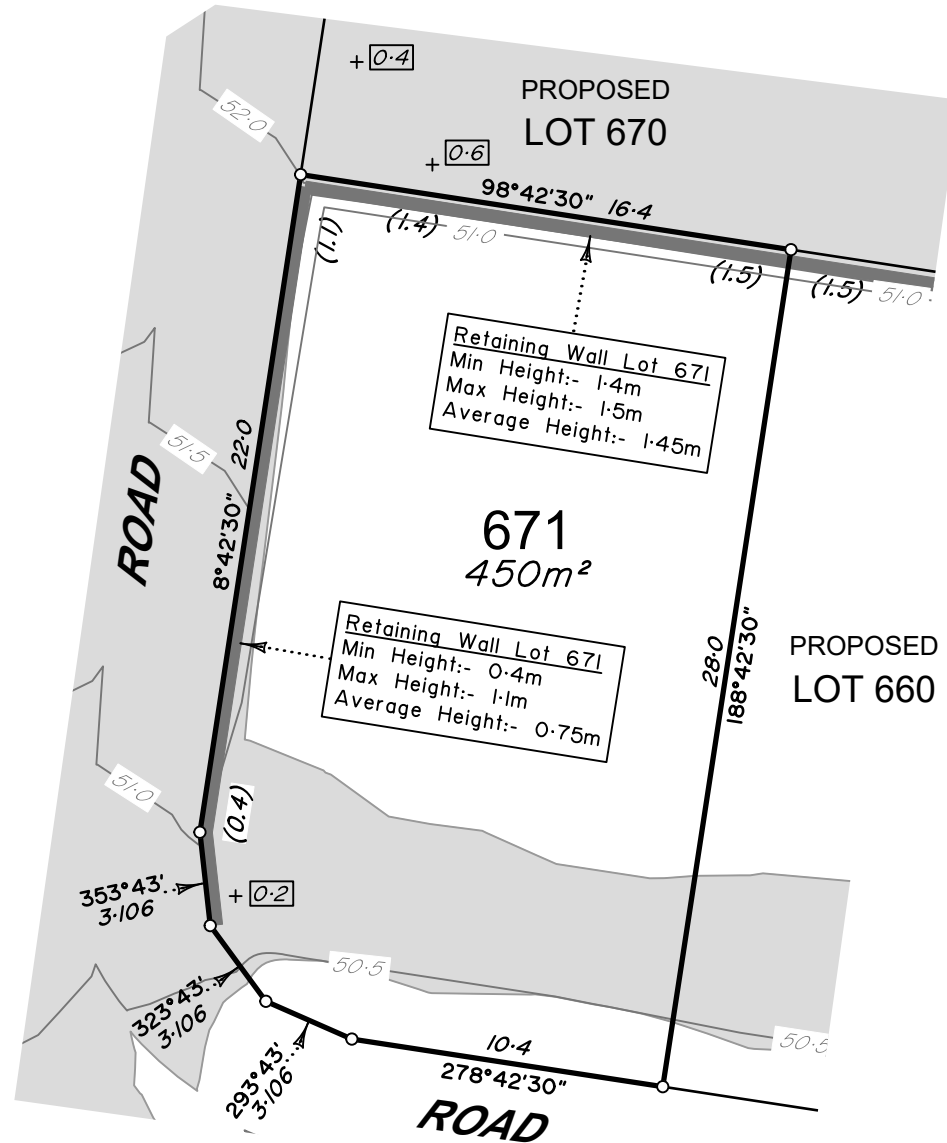 0·4
PROPOSED
LOT 670
52·0
0·6
98°42'30" 16·4
(1.1)
(1.4)
51·0
(1.5)
(1.5)
51·0
Retaining Wall Lot 671
Min Height:- 1·4m
Max Height:- 1·5m
Average Height:- 1·45m
51·5
22·0
8°42'30"
ROAD
671
450m²
Retaining Wall Lot 671
Min Height:- 0·4m
Max Height:- 1·1m
Average Height:- 0·75m
28·0
188°42'30"
PROPOSED
LOT 660
51·0
(0.4)
353°43'
3·106
0·2
50·5
323°43'
3·106
50·5
10·4
278°42'30"
293°43'
3·106
ROAD